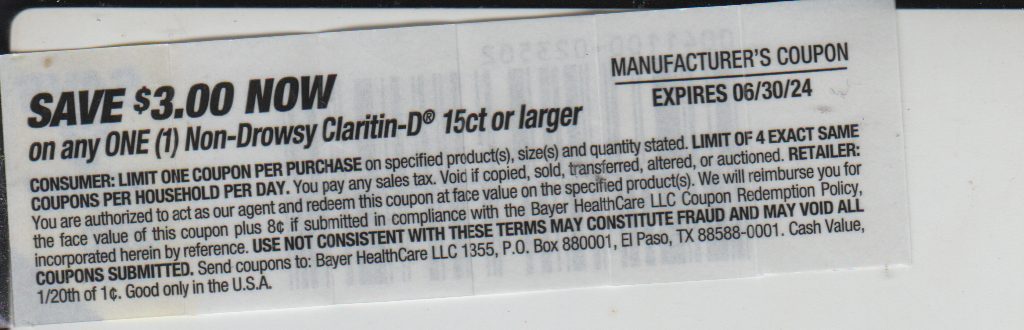 SAVE $3.00 NOW
on any ONE (1) Non-Drowsy Claritin-D® 15ct or larger
MANUFACTURER'S COUPON
EXPIRES 06/30/24
CONSUMER: LIMIT ONE COUPON PER PURCHASE on specified product(s), size(s) and quantity stated. LIMIT OF 4 EXACT SAME
COUPONS PER HOUSEHOLD PER DAY. You pay any sales tax. Void if copied, sold, transferred, altered, or auctioned. RETAILER:
You are authorized to act as our agent and redeem this coupon at face value on the specified product(s). We will reimburse you for
the face value of this coupon plus 8¢ if submitted in compliance with the Bayer HealthCare LLC Coupon Redemption Policy,
incorporated herein by reference. USE NOT CONSISTENT WITH THESE TERMS MAY CONSTITUTE FRAUD AND MAY VOID ALL
COUPONS SUBMITTED. Send coupons to: Bayer HealthCare LLC 1355, P.O. Box 880001, El Paso, TX 88588-0001. Cash Value,
1/20th of 1¢. Good only in the U.S.A.